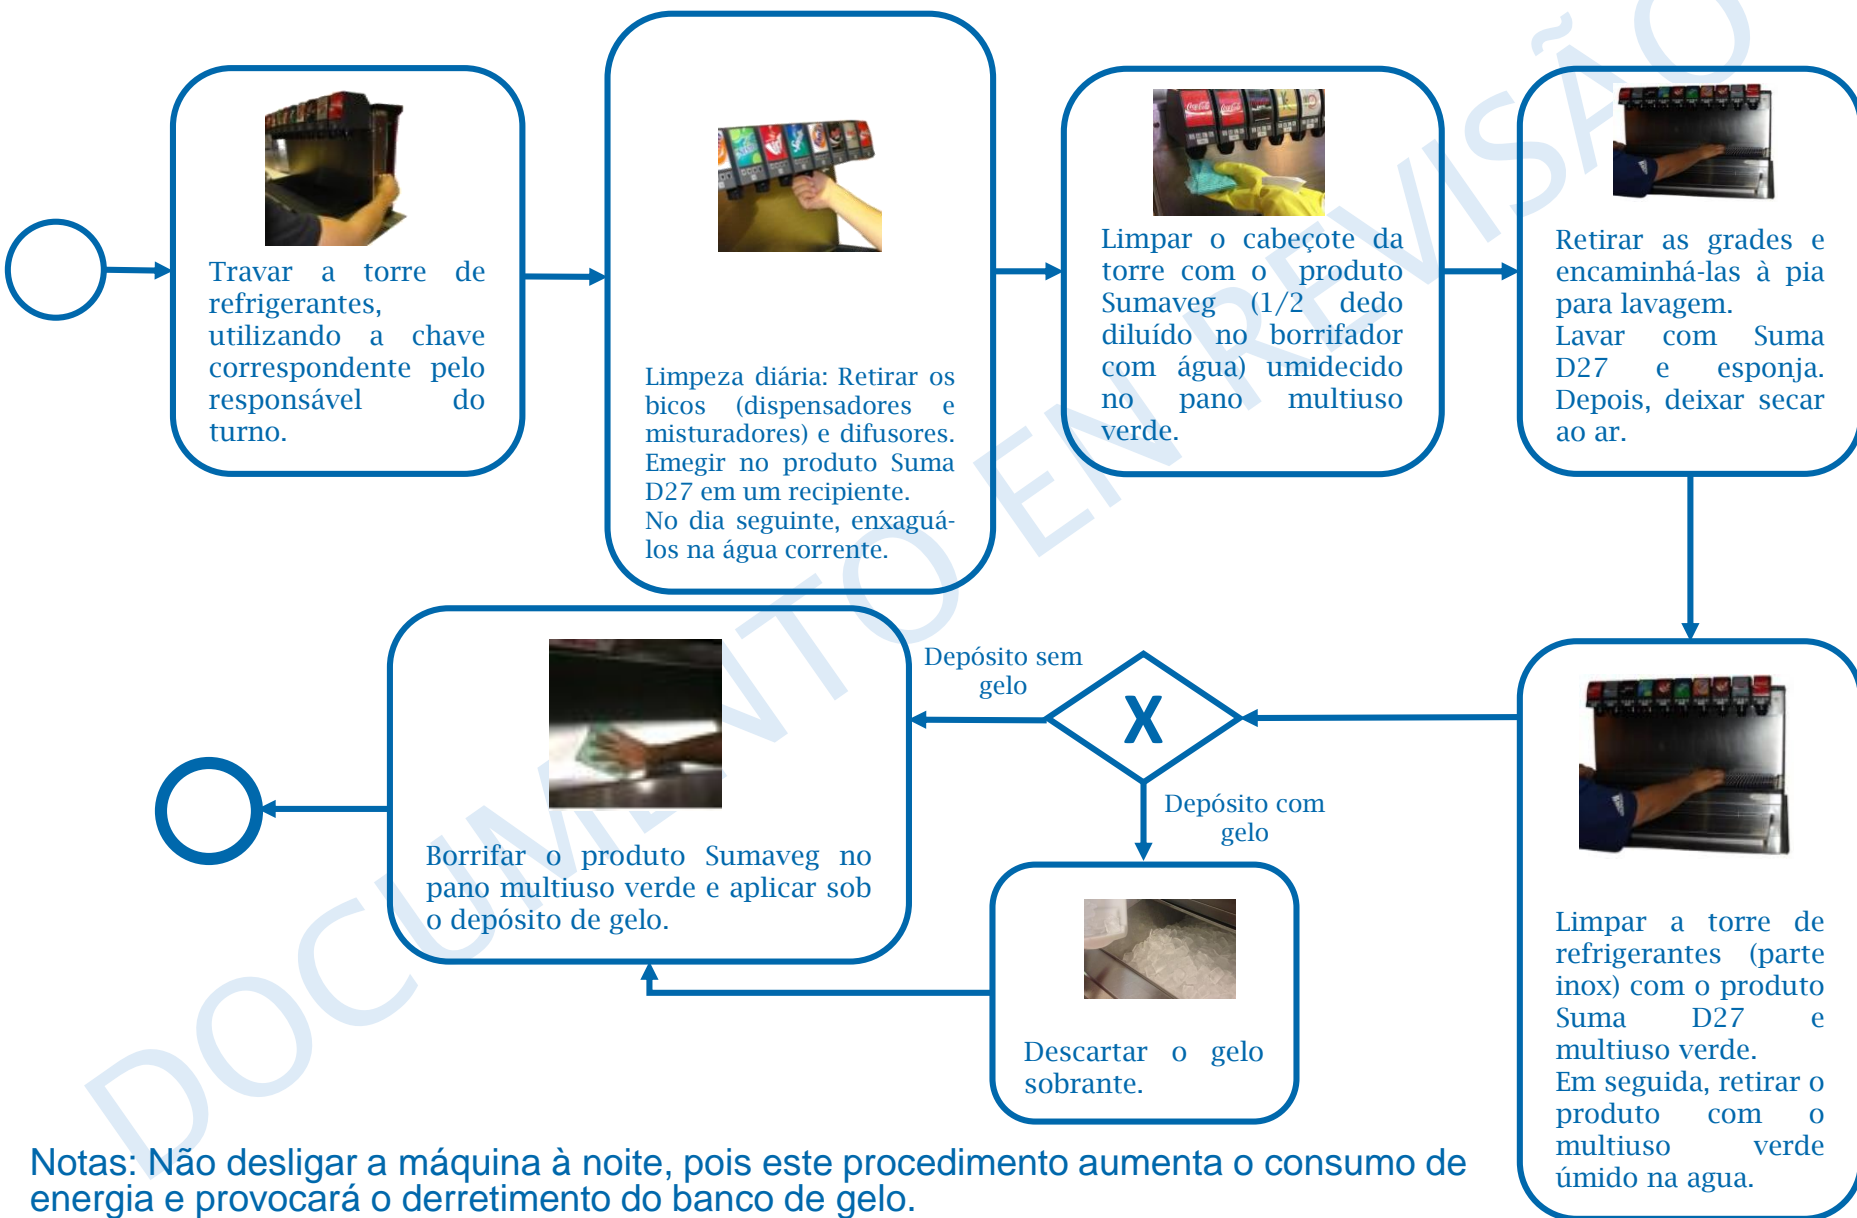 Travar a torre de
refrigerantes,
utilizando a chave
correspondente pelo
responsável do
turno.
Limpeza diária: Retirar os
bicos (dispensadores e
misturadores) e difusores.
Emegir no produto Suma
D27 em um recipiente.
No dia seguinte, enxaguá-
los na água corrente.
Limpar o cabeçote da
torre com o produto
Sumaveg (1/2 dedo
diluído no borrifador
com água) umidecido
no pano multiuso
verde.
Retirar as grades e
encaminhá-las à pia
para lavagem.
Lavar com Suma
D27 e esponja.
Depois, deixar secar
ao ar.
Limpar a torre de
refrigerantes (parte
inox) com o produto
Suma D27 e
multiuso verde.
Em seguida, retirar o
produto com o
multiuso verde
úmido na agua.
X
Depósito sem
gelo
Depósito com
gelo
Descartar o gelo
sobrante.
Borrifar o produto Sumaveg no
pano multiuso verde e aplicar sob
o depósito de gelo.
Notas: Não desligar a máquina à noite, pois este procedimento aumenta o consumo de
energia e provocará o derretimento do banco de gelo.
DOCUMENTO EN REVISÃO